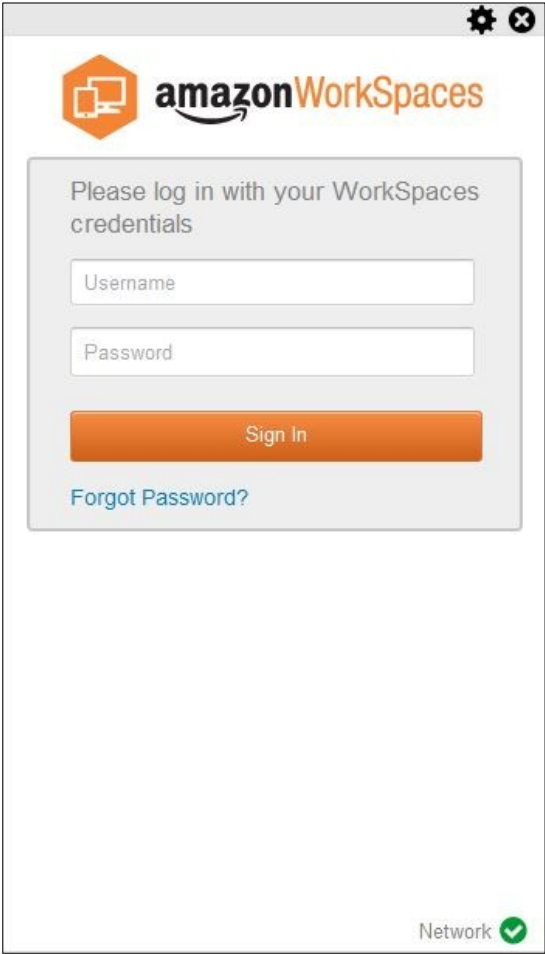 amazonWorkSpaces
Please log in with your WorkSpaces
credentials
Username
Password
Sign In
Forgot Password?
Network